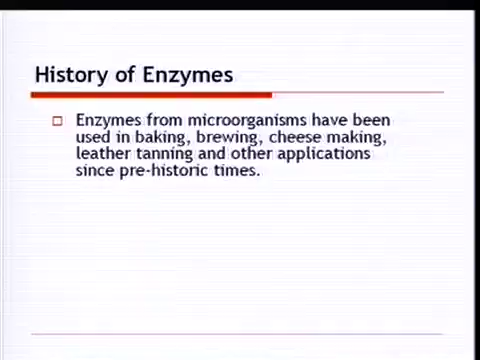 History of Enzymes
Enzymes from microorganisms have been
used in baking, brewing, cheese making,
leather tanning and other applications
since pre-historic times.